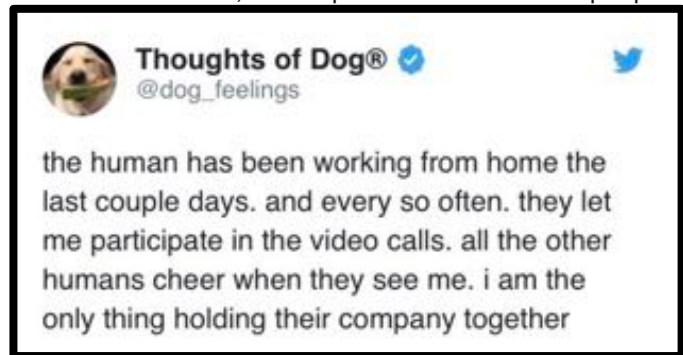 Thoughts of Dog®
@dog_feelings
the human has been working from home the
last couple days. and every so often. they let
me participate in the video calls. all the other
humans cheer when they see me. i am the
only thing holding their company together